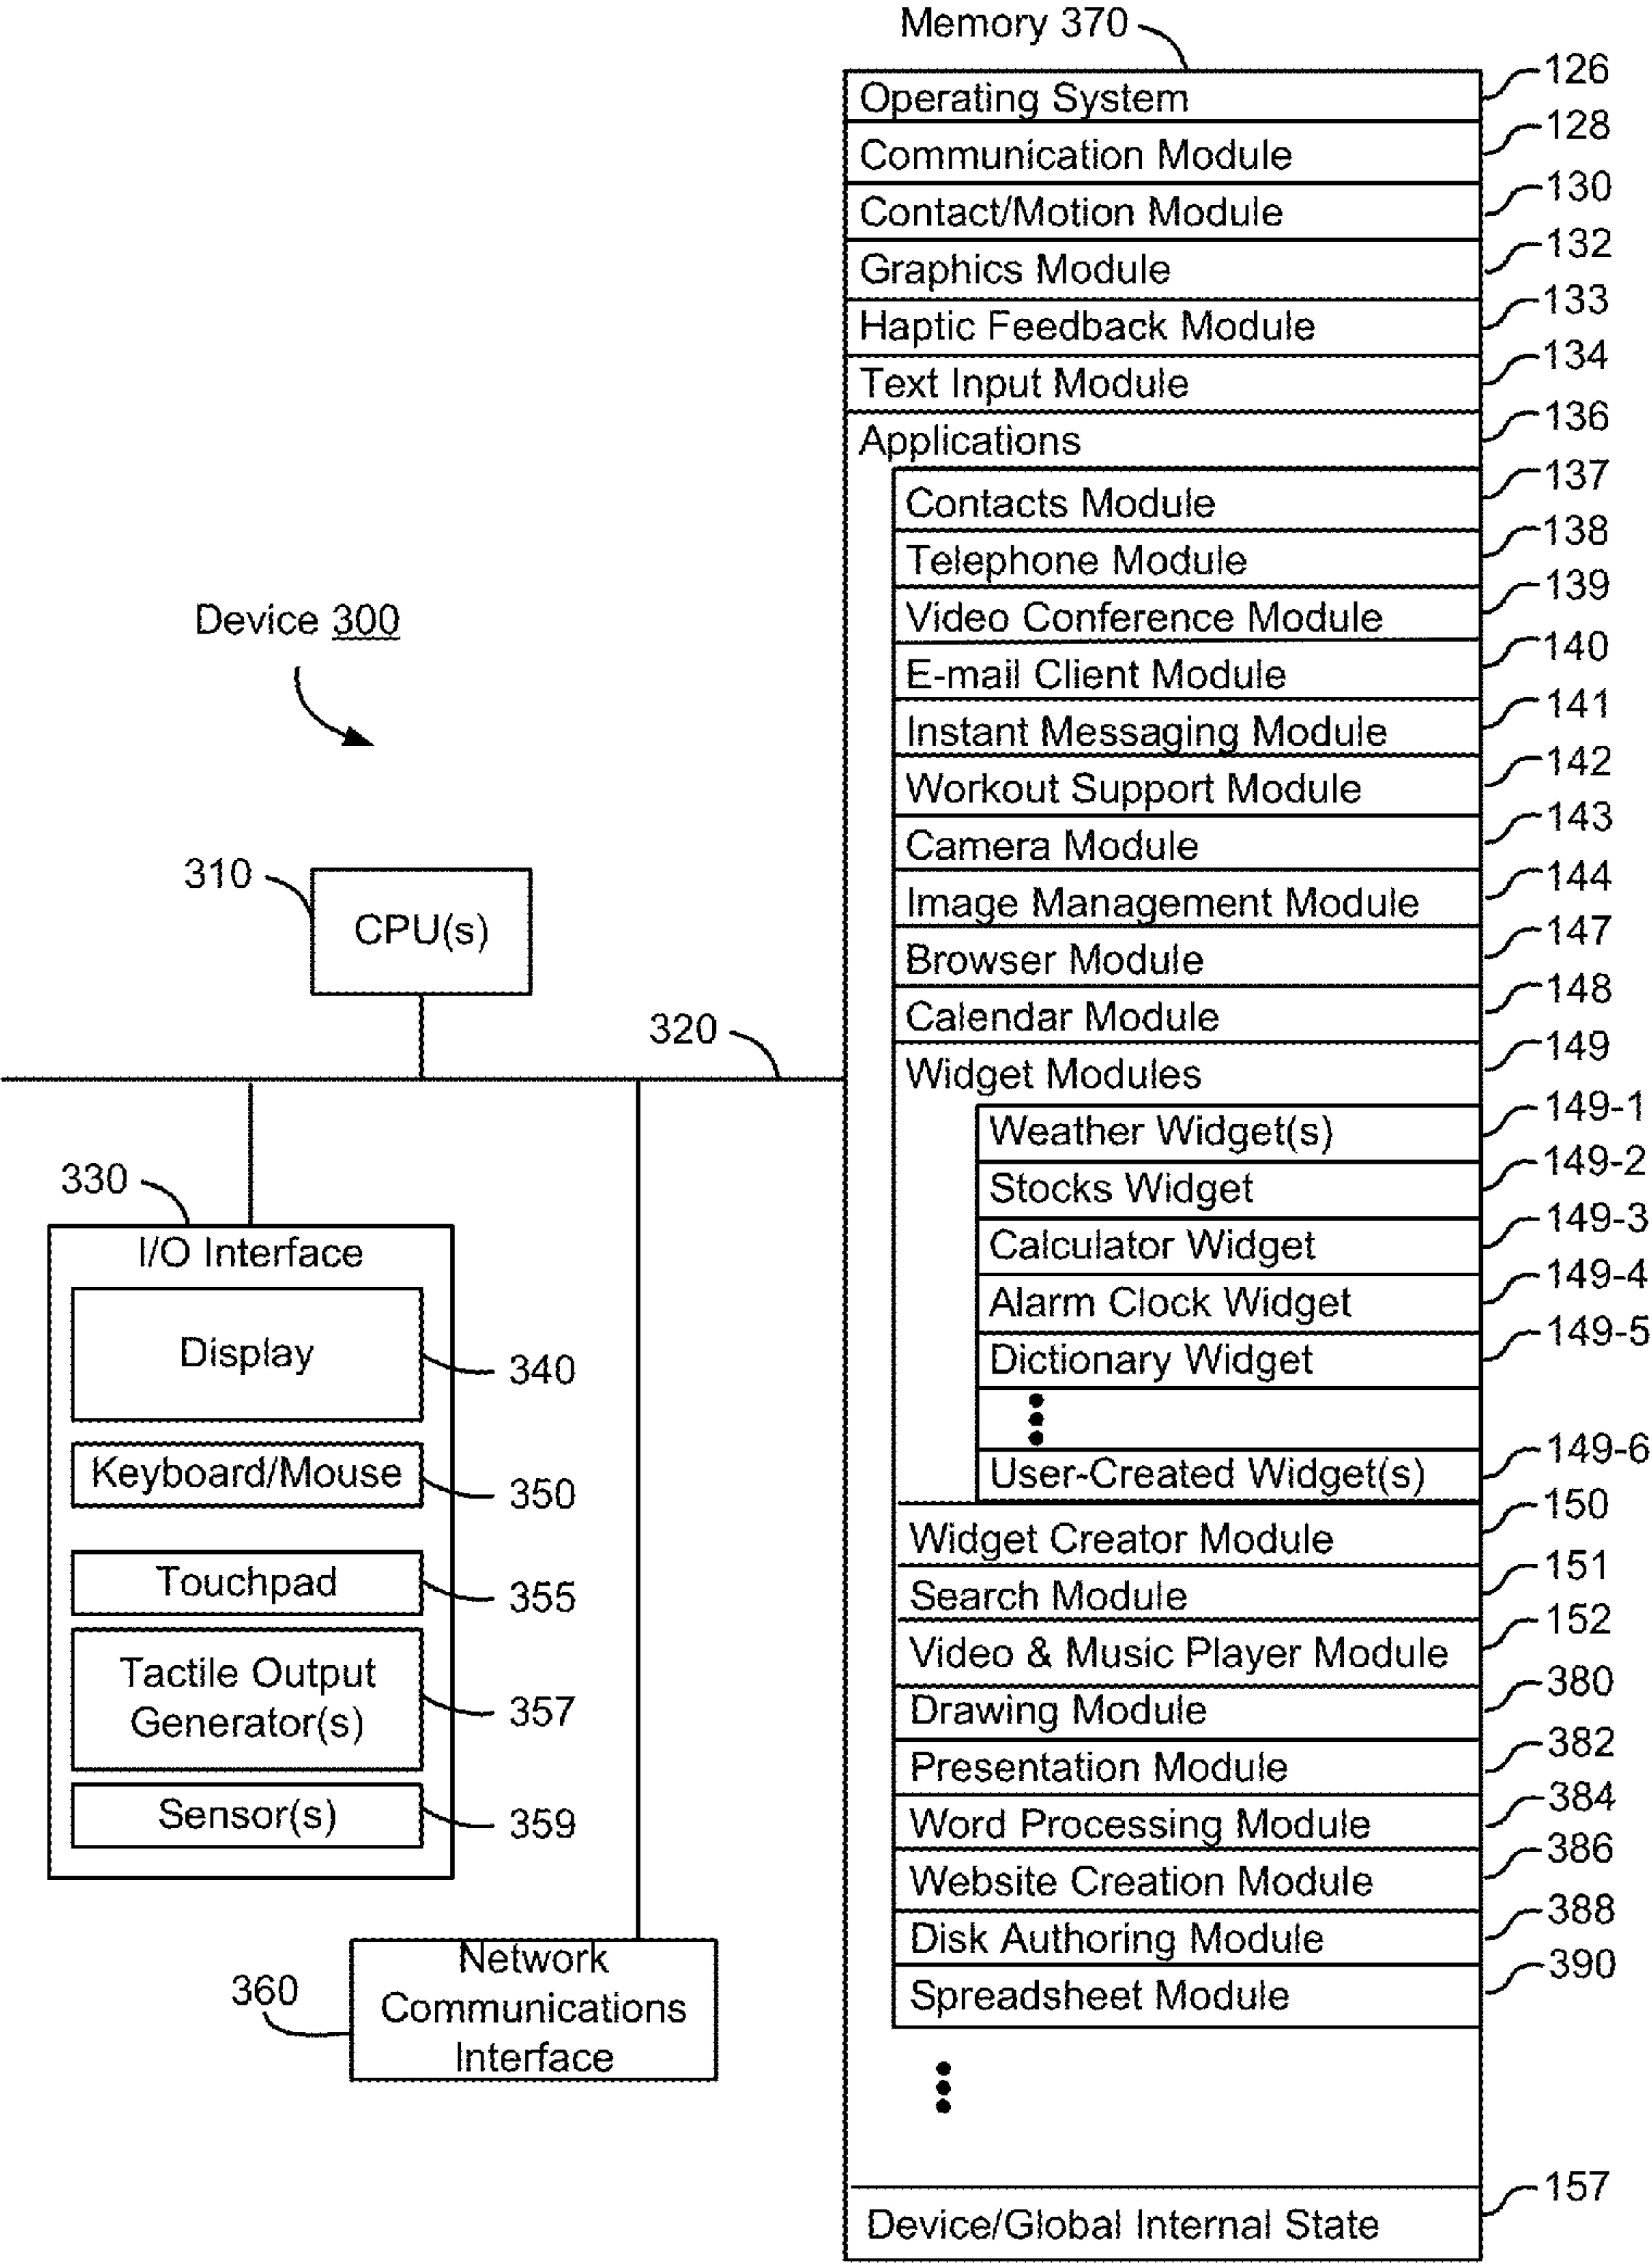 Memory 370
Operating System 126
Communication Module 128
Contact/Motion Module 130
Graphics Module 132
Haptic Feedback Module 133
Text Input Module 134
Applications 136
Contacts Module 137
Telephone Module 138
Video Conference Module 139
E-mail Client Module 140
Instant Messaging Module 141
Workout Support Module 142
Camera Module 143
Image Management Module 144
Browser Module 147
Calendar Module 148
Widget Modules 149
Weather Widget(s) 149-1
Stocks Widget 149-2
Calculator Widget 149-3
Alarm Clock Widget 149-4
Dictionary Widget 149-5
User-Created Widget(s) 149-6
Widget Creator Module 150
Search Module 151
Video & Music Player Module 152
Drawing Module 380
Presentation Module 382
Word Processing Module 384
Website Creation Module 386
Disk Authoring Module 388
Spreadsheet Module 390
Device/Global Internal State 157
Device 300
310
CPU(s)
320
330
I/O Interface
Display 340
Keyboard/Mouse 350
Touchpad 355
Tactile Output
Generator(s) 357
Sensor(s) 359
360
Network
Communications
Interface